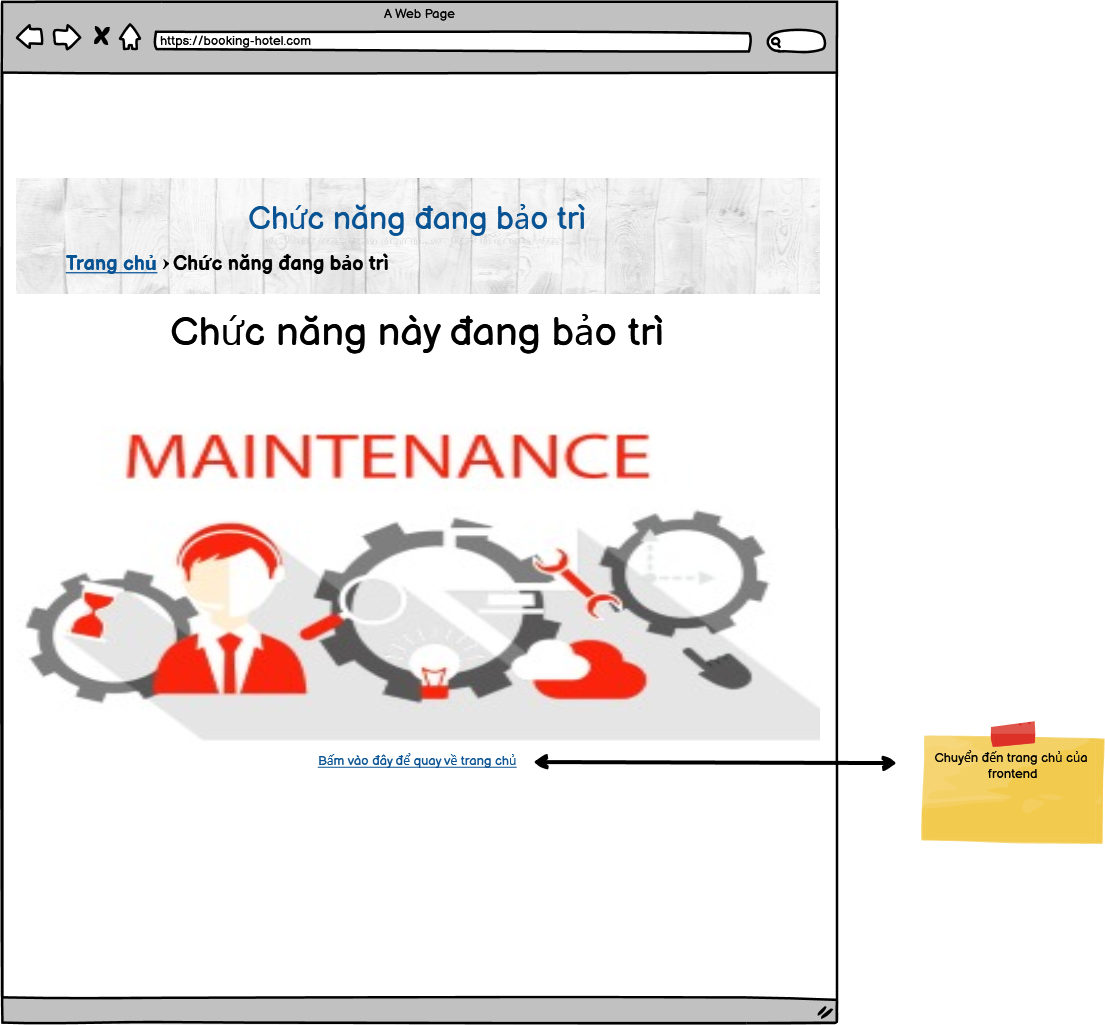 A Web Page
https://booking-hotel.com
Chức năng đang bảo trì
Trang chủ › Chức năng đang bảo trì
Chức năng này đang bảo trì
MAINTENANCE
Bấm vào đây để quay về trang chủ
Chuyển đến trang chủ của
frontend